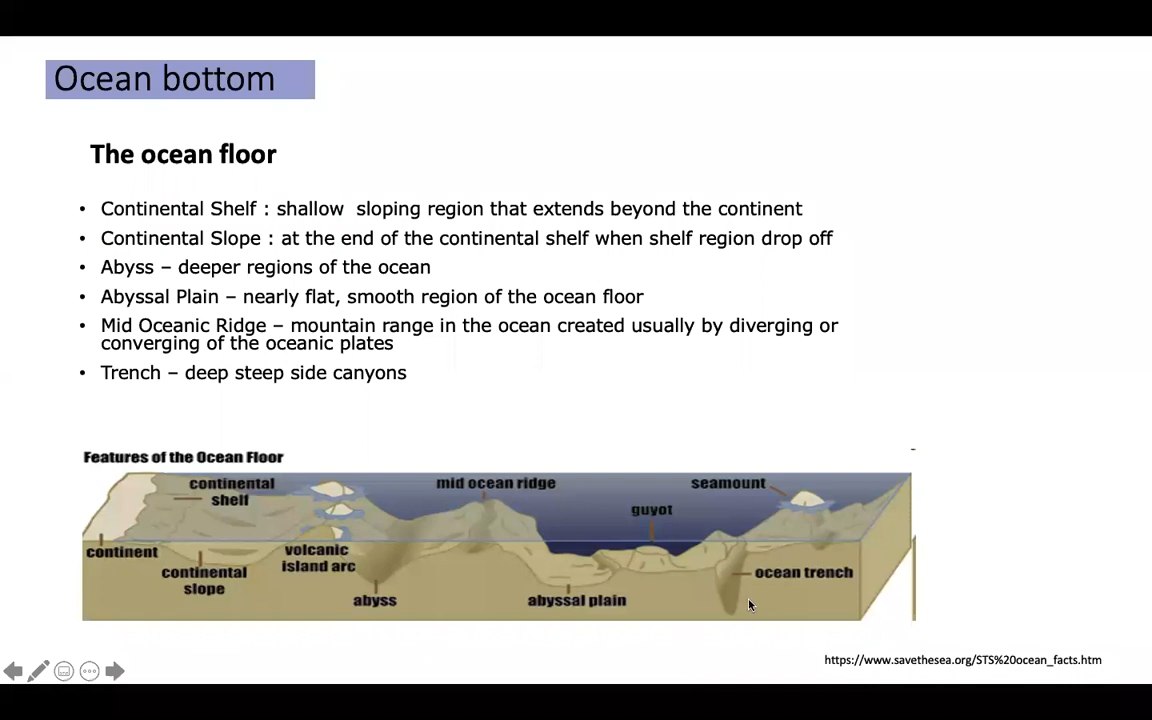 Ocean bottom
The ocean floor
• Continental Shelf : shallow  sloping region that extends beyond the continent
• Continental Slope : at the end of the continental shelf when shelf region drop off
• Abyss – deeper regions of the ocean
• Abyssal Plain – nearly flat, smooth region of the ocean floor
• Mid Oceanic Ridge – mountain range in the ocean created usually by diverging or
converging of the oceanic plates
• Trench – deep steep side canyons
Features of the Ocean Floor
continental
shelf
mid ocean ridge
seamount
guyot
continent
volcanic
island arc
continental
slope
ocean trench
abyss
abyssal plain
https://www.savethesea.org/STS%20ocean_facts.htm